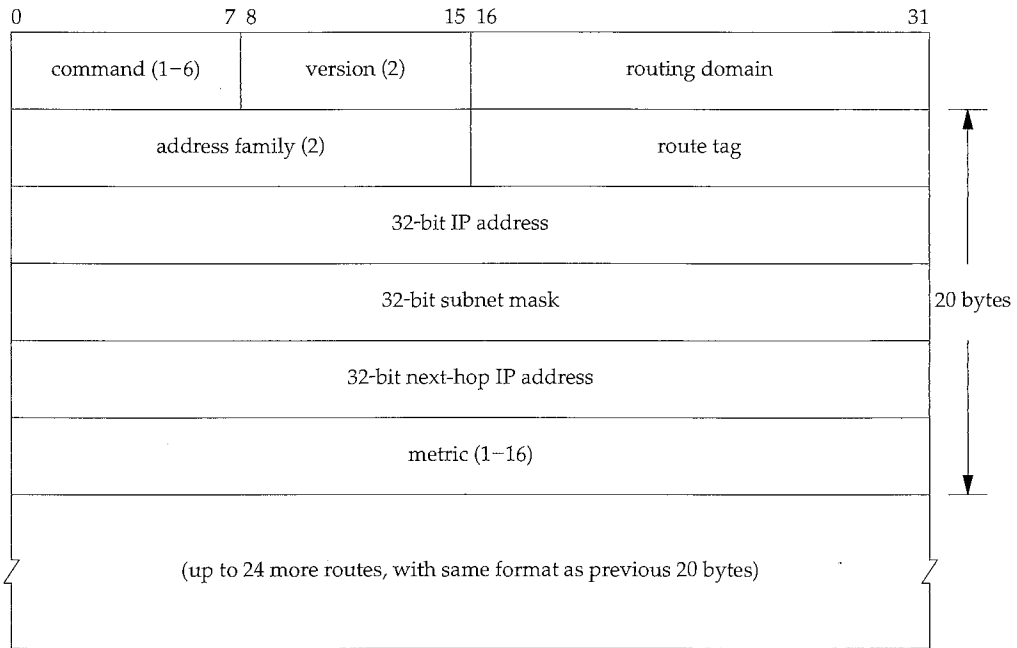 0 7 8 15 16 31
command (1-6) version (2) routing domain
address family (2) route tag
32-bit IP address
32-bit subnet mask
20 bytes
32-bit next-hop IP address
metric (1-16)
(up to 24 more routes, with same format as previous 20 bytes)